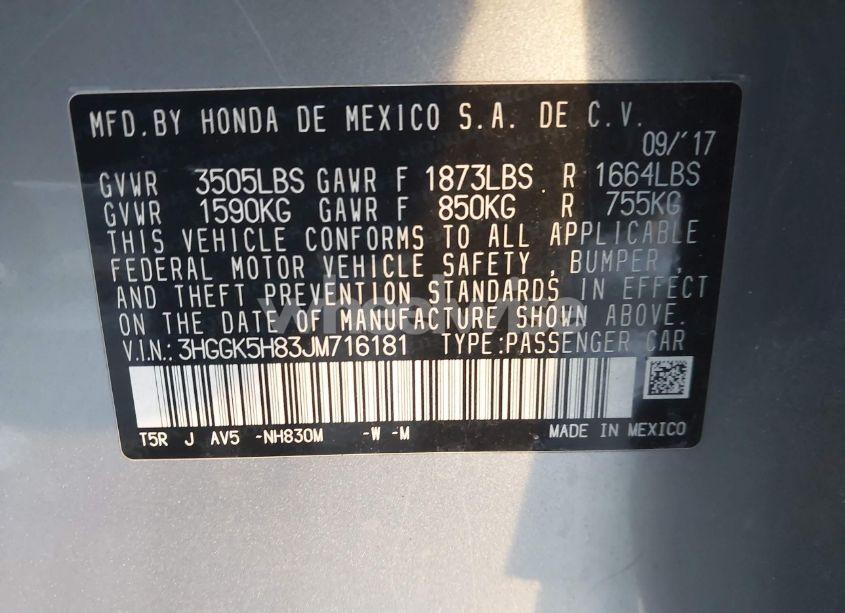 MFD.BY HONDA DE MEXICO S.A. DE C.V.
09/'17
GVWR 3505LBS GAWR F 1873LBS R 1664LBS
GVWR 1590KG GAWR F 850KG R 755KG
THIS VEHICLE CONFORMS TO ALL APPLICABLE
FEDERAL MOTOR VEHICLE SAFETY , BUMPER ,
AND THEFT PREVENTION STANDARDS IN EFFECT
ON THE DATE OF MANUFACTURE SHOWN ABOVE.
V.I.N.: 3HGGK5H83JM716181 TYPE:PASSENGER CAR
T5R J AV5 -NH830M -W -M MADE IN MEXICO